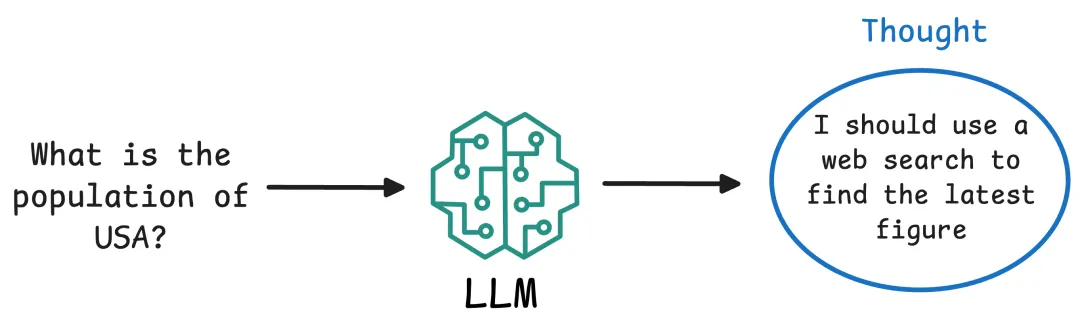 What is the
population of
USA?
LLM
Thought
I should use a
web search to
find the latest
figure